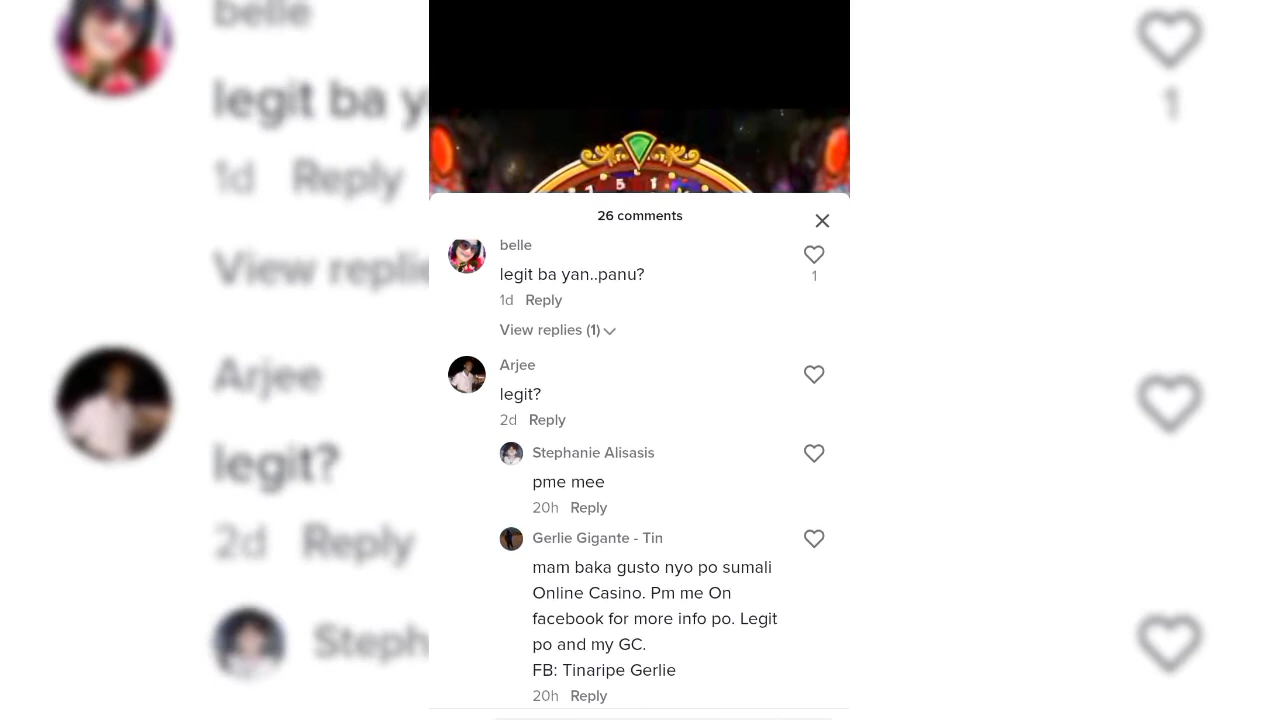 belle
legit ba y
1d Reply
View replie
Arjee
legit?
2d Reply
Steph
1
5
26 comments
belle
legit ba yan..panu?
1
1d Reply
View replies (1)
Arjee
legit?
2d Reply
Stephanie Alisasis
pme mee
20h Reply
Gerlie Gigante - Tin
mam baka gusto nyo po sumali
Online Casino. Pm me On
facebook for more info po. Legit
po and my GC.
FB: Tinaripe Gerlie
20h Reply